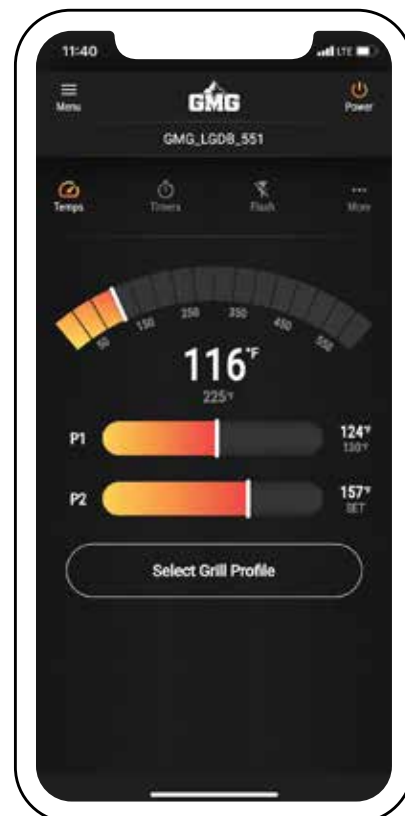 11:40
LTE
Menu
GMG
Power
GMG_LGDB_551
Temps
Timers
Flash
More
50 150 250 350 450 550
116°F
225°F
P1
124°F
130°F
P2
157°F
SET
Select Grill Profile